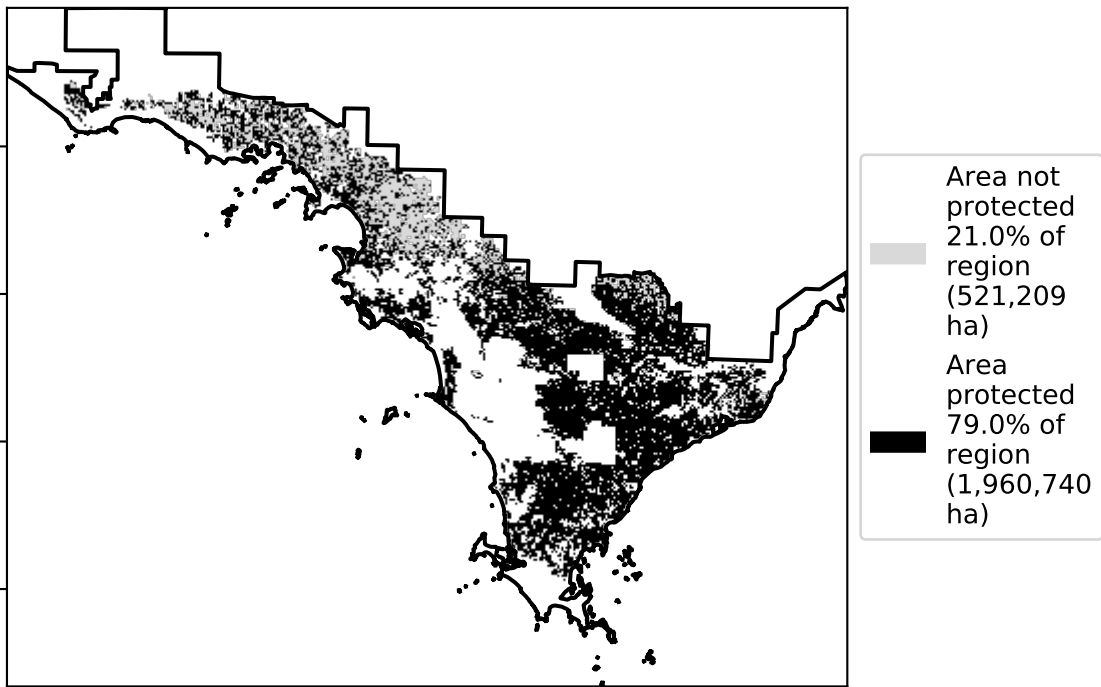 Area not
protected
21.0% of
region
(521,209
ha)
Area
protected
79.0% of
region
(1,960,740
ha)